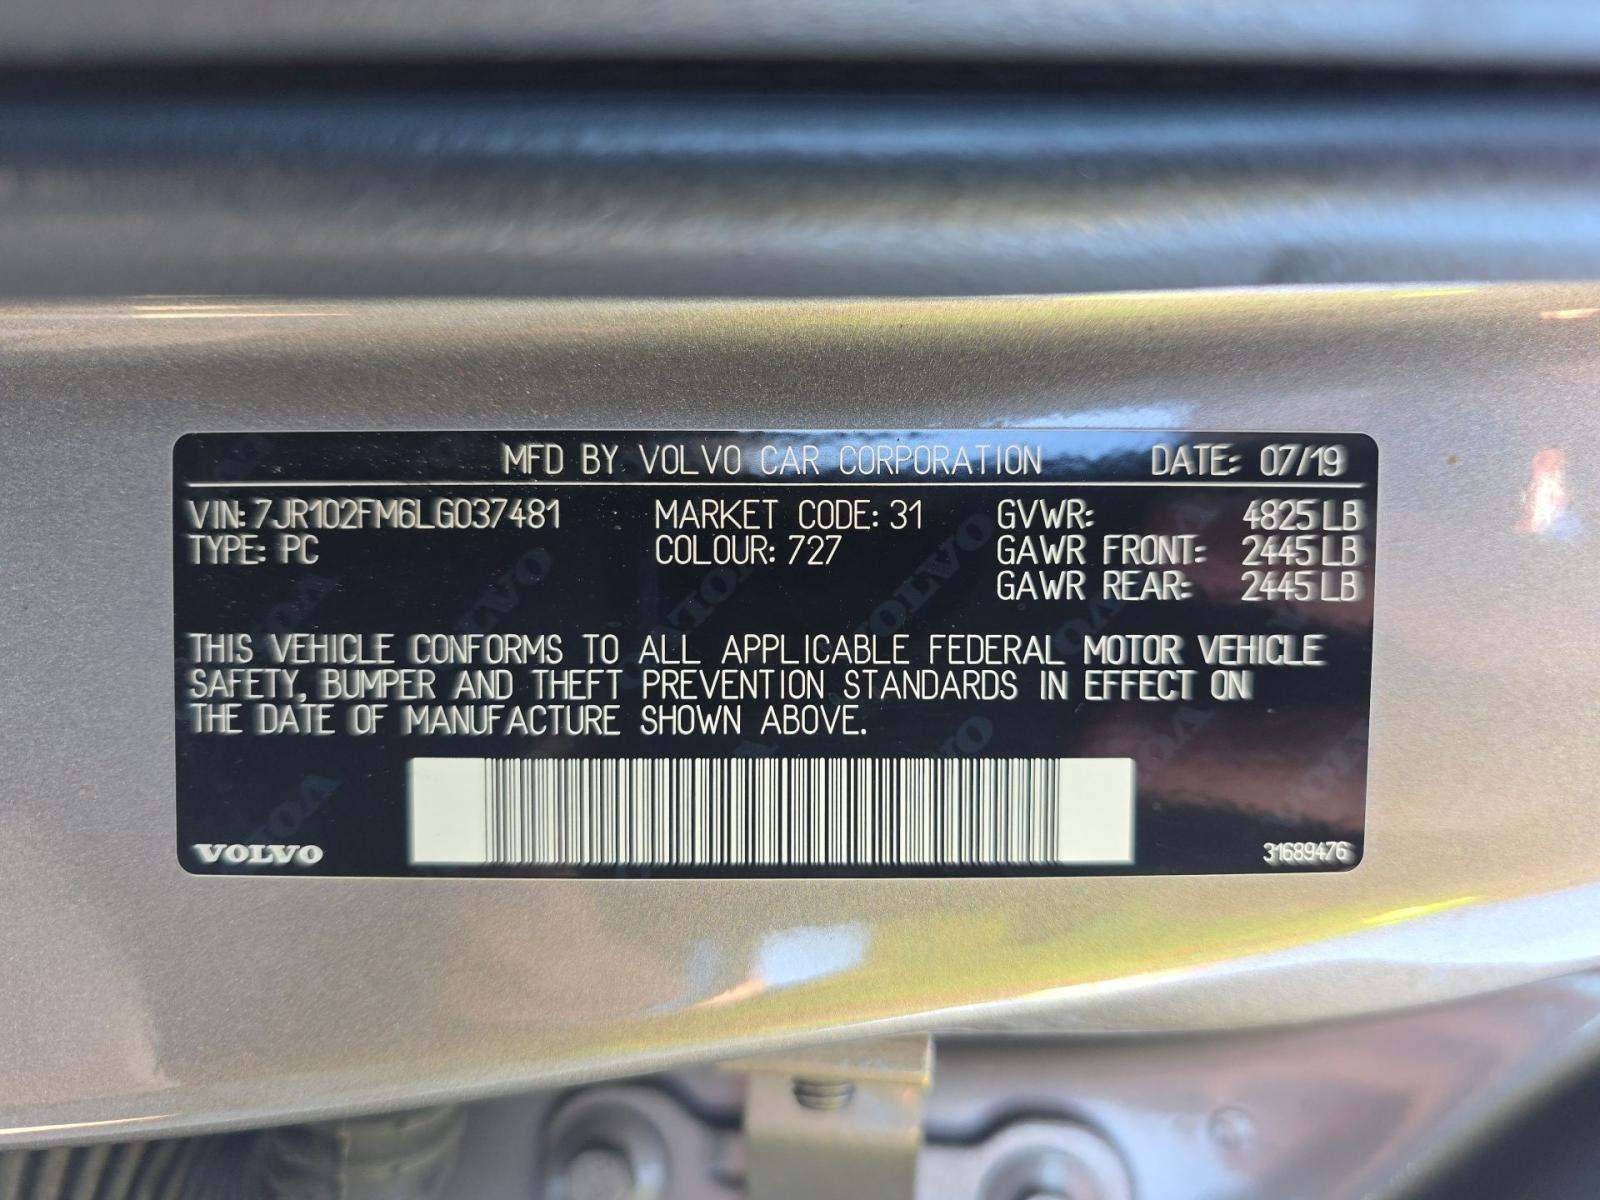 MFD BY VOLVO CAR CORPORATION DATE: 07/19
VIN: 7JR102FM6LG037481 MARKET CODE: 31 GVWR: 4825 LB
TYPE: PC COLOUR: 727 GAWR FRONT: 2445 LB
GAWR REAR: 2445 LB
THIS VEHICLE CONFORMS TO ALL APPLICABLE FEDERAL MOTOR VEHICLE
SAFETY, BUMPER AND THEFT PREVENTION STANDARDS IN EFFECT ON
THE DATE OF MANUFACTURE SHOWN ABOVE.
VOLVO 31689476